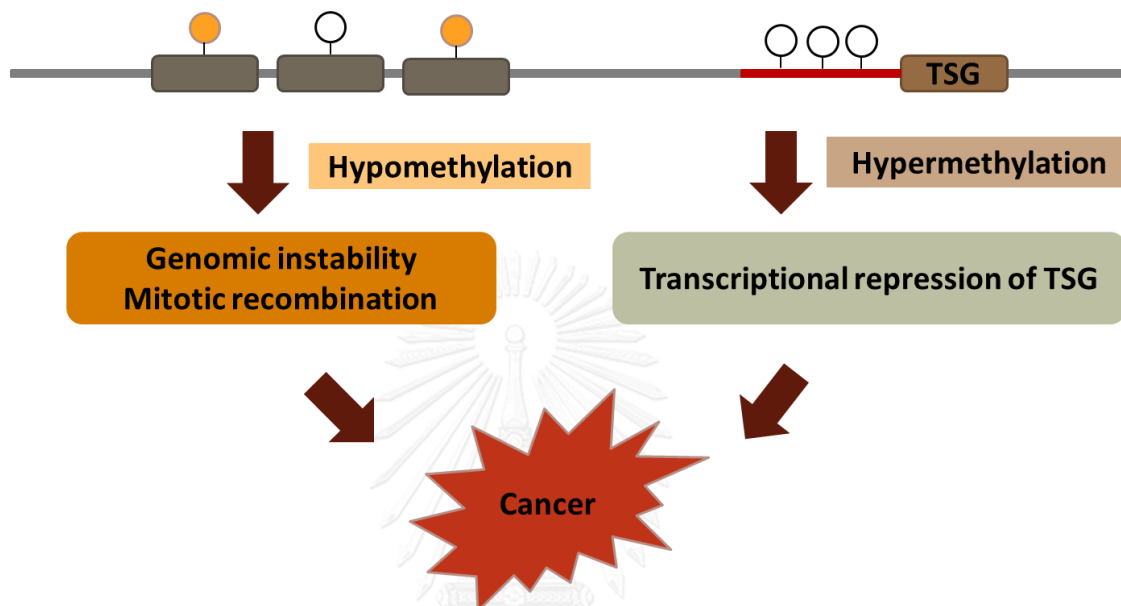 TSG
Hypomethylation
Hypermethylation
Genomic instability
Mitotic recombination
Transcriptional repression of TSG
Cancer